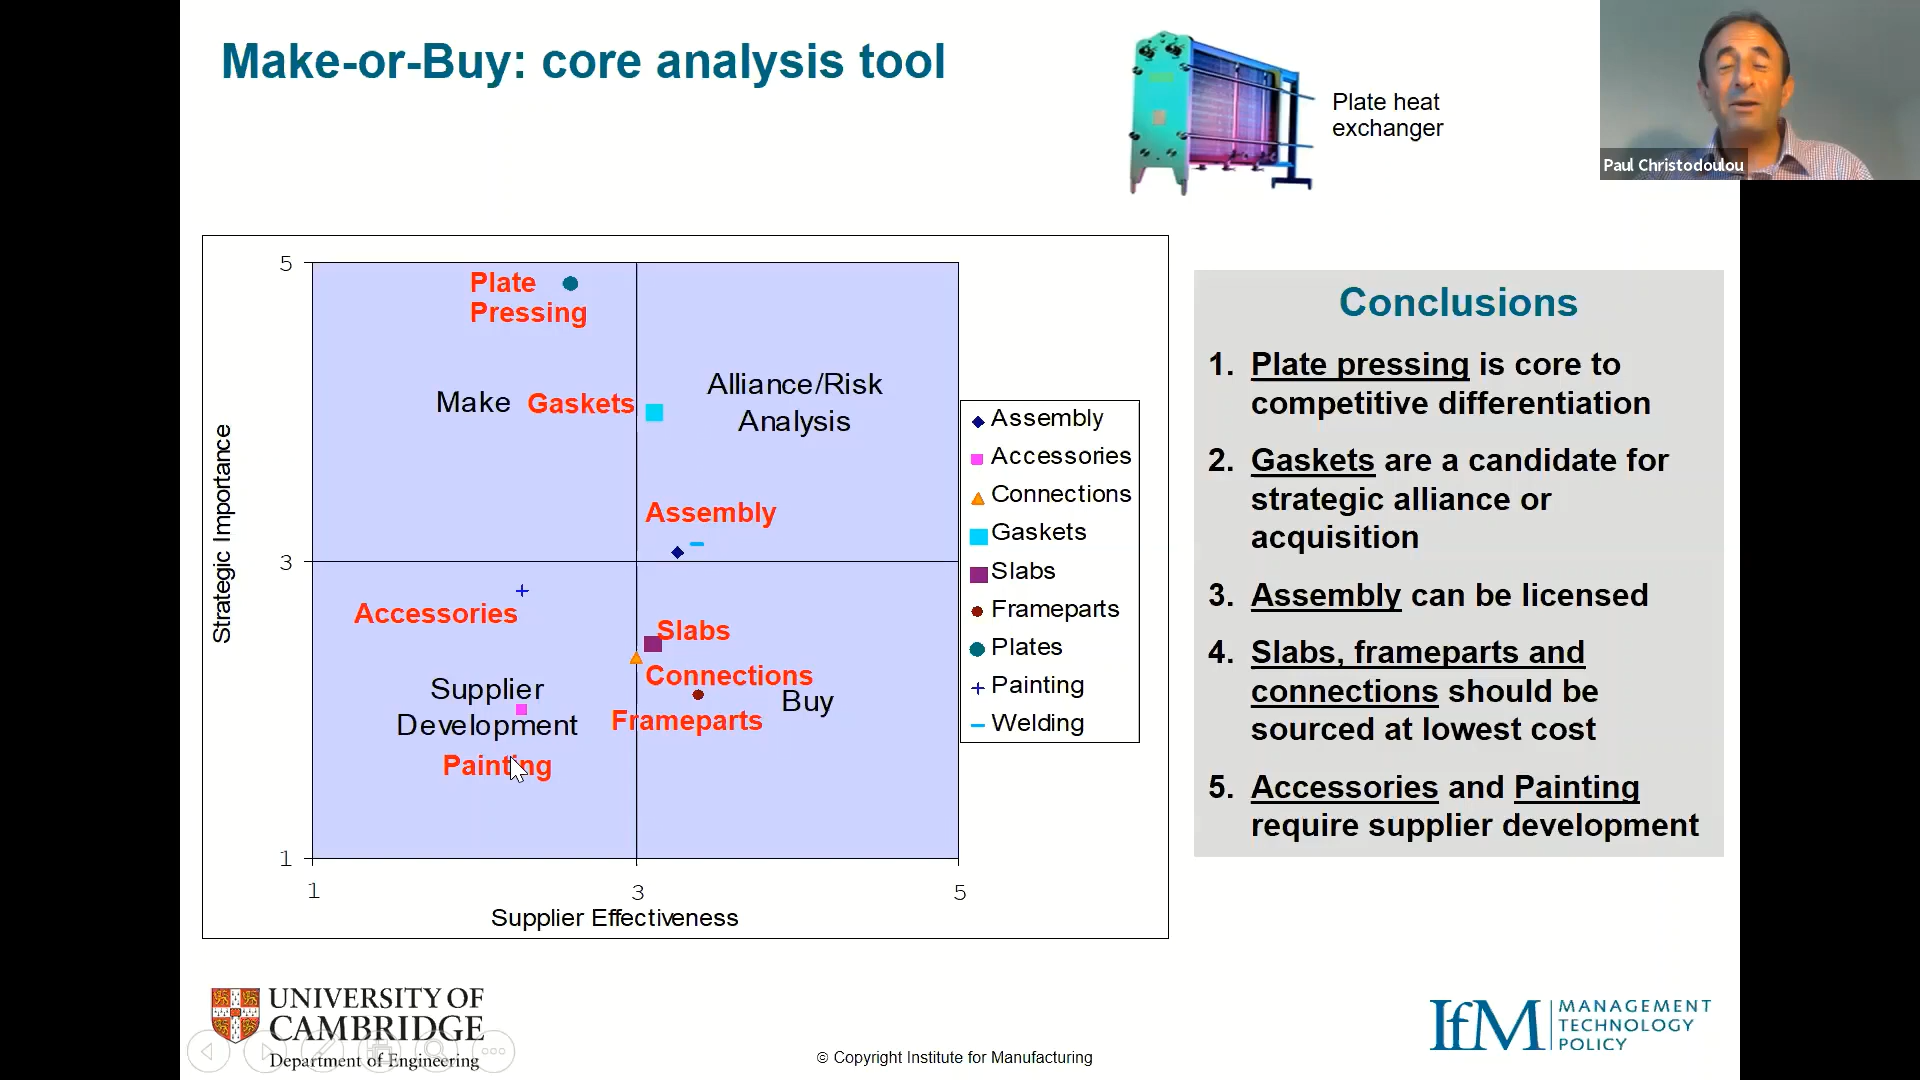 Make-or-Buy: core analysis tool
Plate heat
exchanger
Paul Christodoulou
5
3
1
1
3
5
Strategic Importance
Supplier Effectiveness
Plate
Pressing
Make
Gaskets
Alliance/Risk
Analysis
Assembly
Accessories
Slabs
Connections
Supplier
Development
Buy
Frameparts
Painting
Assembly
Accessories
Connections
Gaskets
Slabs
Frameparts
Plates
Painting
Welding
Conclusions
1. Plate pressing is core to
competitive differentiation
2. Gaskets are a candidate for
strategic alliance or
acquisition
3. Assembly can be licensed
4. Slabs, frameparts and
connections should be
sourced at lowest cost
5. Accessories and Painting
require supplier development
UNIVERSITY OF
CAMBRIDGE
Department of Engineering
© Copyright Institute for Manufacturing
IfM
MANAGEMENT
TECHNOLOGY
POLICY